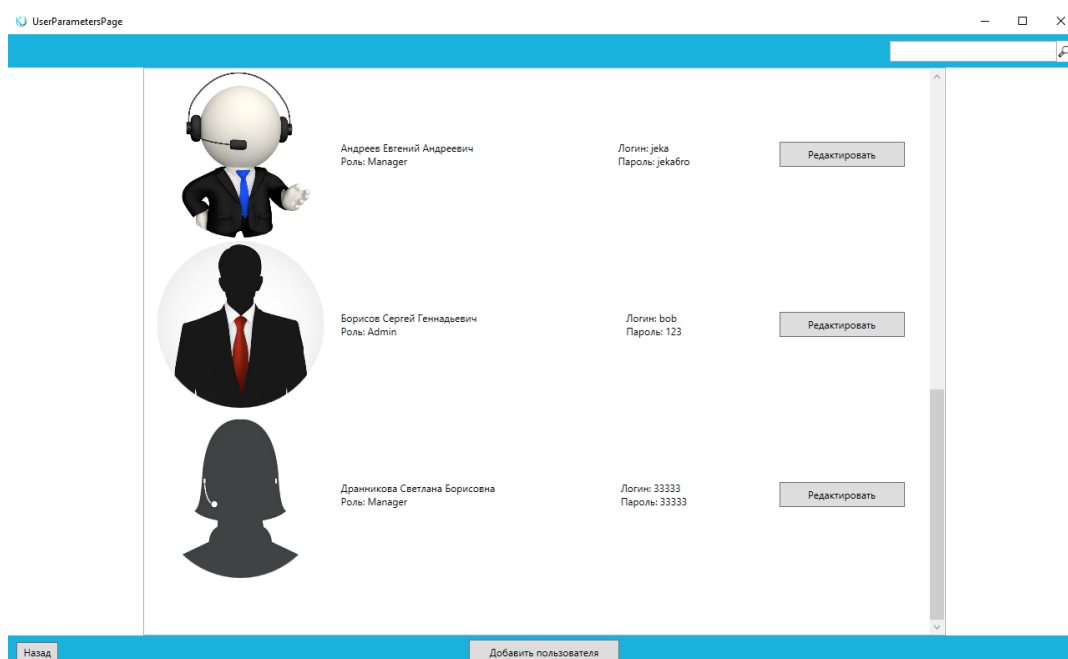 UserParametersPage
Андреев Евгений Андреевич
Роль: Manager
Логин: jeka
Пароль: jeka6ro
Редактировать
Борисов Сергей Геннадьевич
Роль: Admin
Логин: bob
Пароль: 123
Редактировать
Дранникова Светлана Борисовна
Роль: Manager
Логин: 33333
Пароль: 33333
Редактировать
Назад
Добавить пользователя